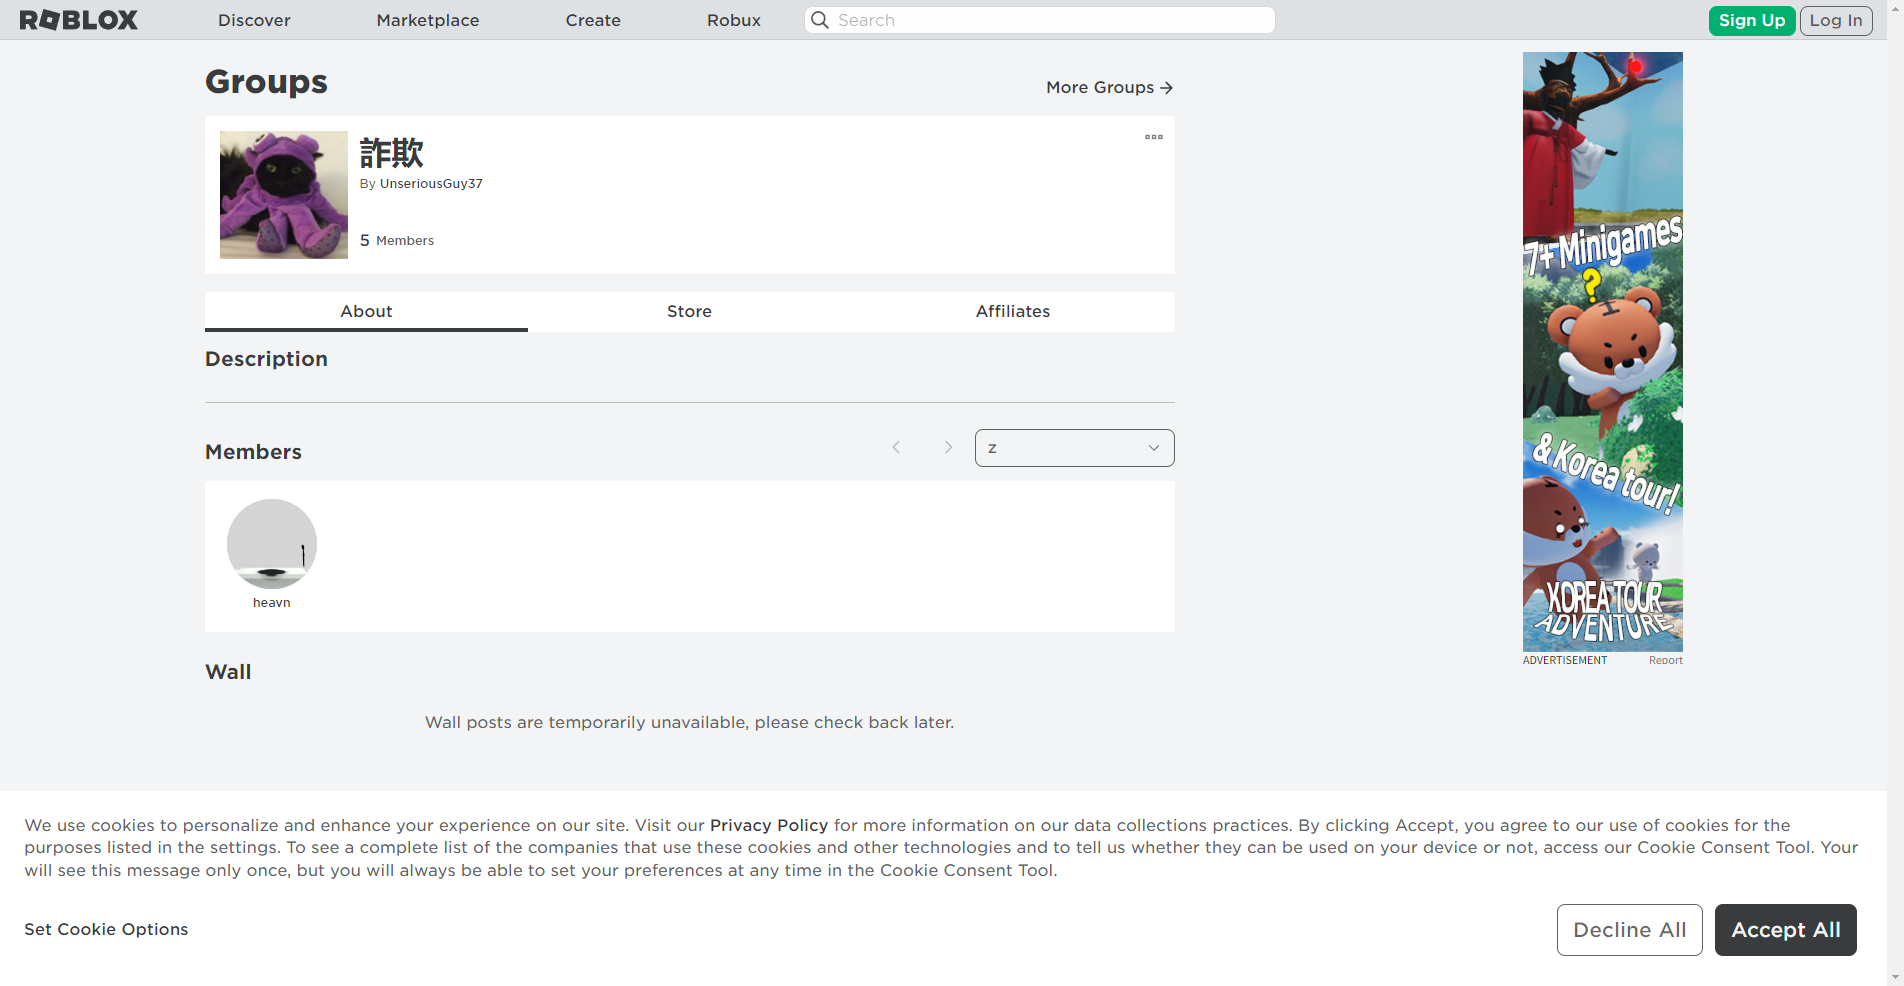 ROBLOX
Discover
Marketplace
Create
Robux
Search
Sign Up
Log In
Groups
More Groups
詐欺
By UnseriousGuy37
5 Members
About
Store
Affiliates
Description
Members
z
heavn
Wall
Wall posts are temporarily unavailable, please check back later.
7+ Minigames
?
& Korea tour!
KOREA TOUR
ADVENTURE
ADVERTISEMENT
Report
We use cookies to personalize and enhance your experience on our site. Visit our Privacy Policy for more information on our data collections practices. By clicking Accept, you agree to our use of cookies for the
purposes listed in the settings. To see a complete list of the companies that use these cookies and other technologies and to tell us whether they can be used on your device or not, access our Cookie Consent Tool. Your
will see this message only once, but you will always be able to set your preferences at any time in the Cookie Consent Tool.
Set Cookie Options
Decline All
Accept All